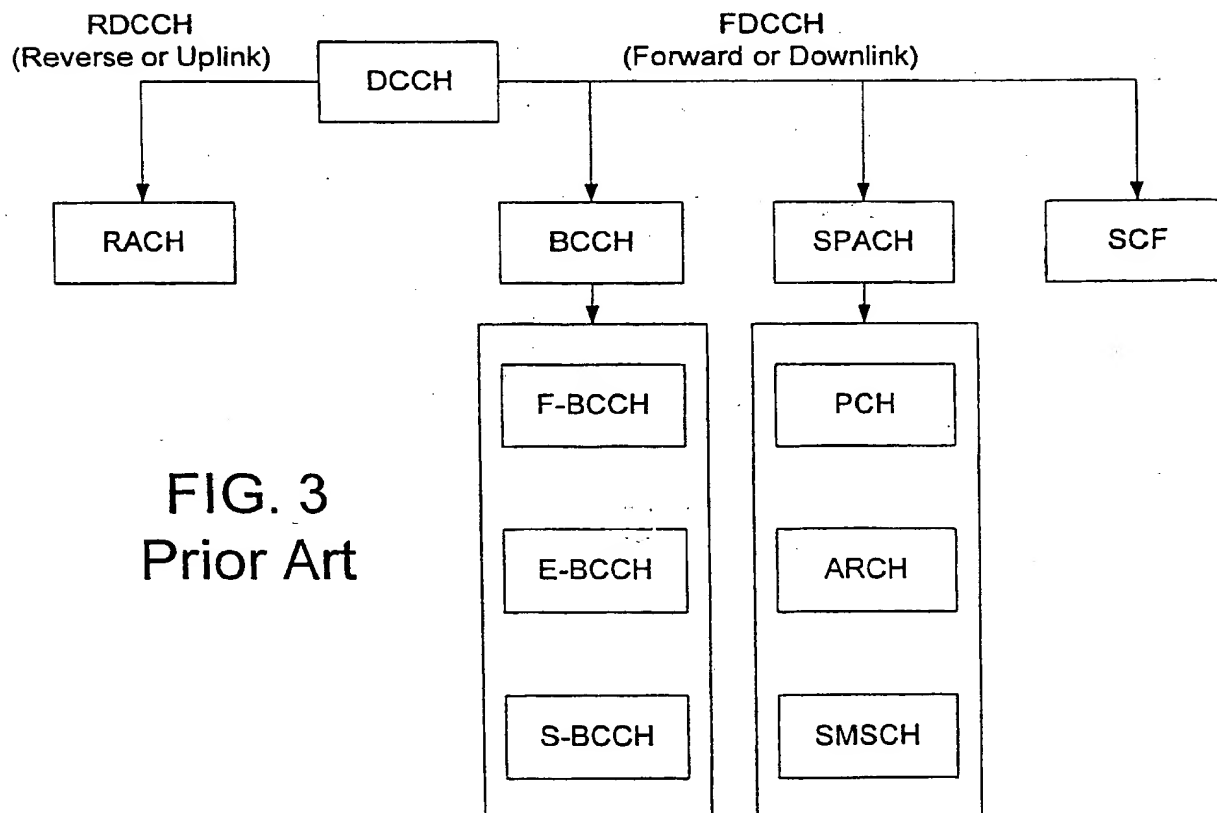 RDCCH
(Reverse or Uplink)
FDCCH
(Forward or Downlink)
DCCH
RACH
BCCH
SPACH
SCF
F-BCCH
PCH
E-BCCH
ARCH
S-BCCH
SMSCH
FIG. 3
Prior Art